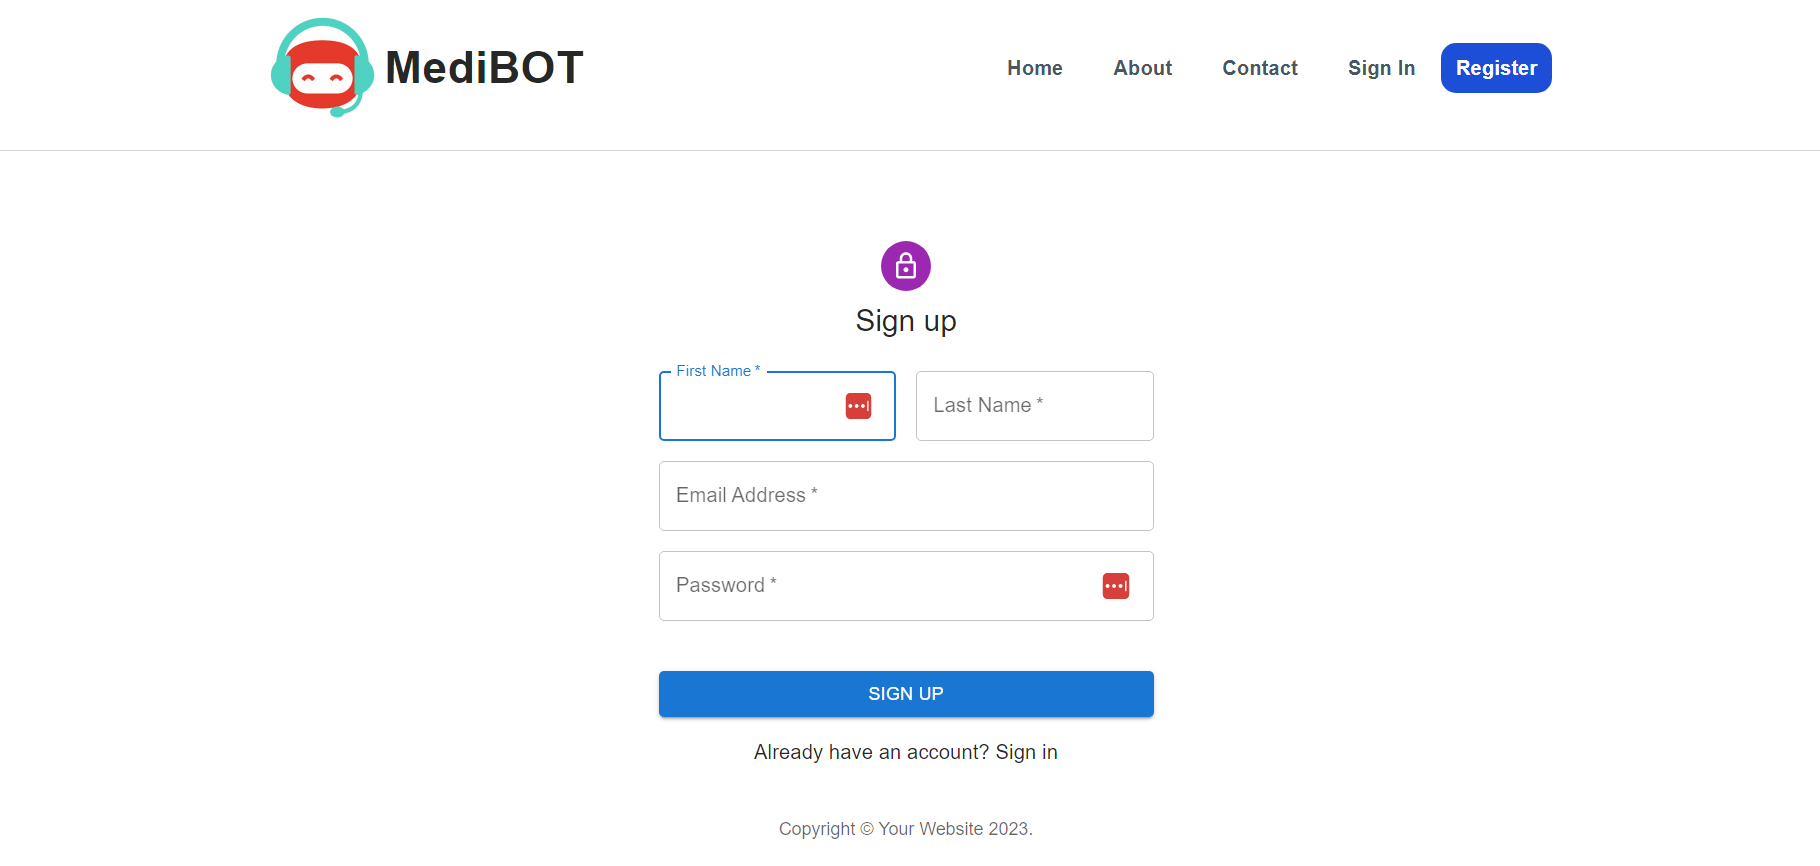 MediBOT
Home About Contact Sign In Register
Sign up
First Name *
Last Name *
Email Address *
Password *
SIGN UP
Already have an account? Sign in
Copyright © Your Website 2023.